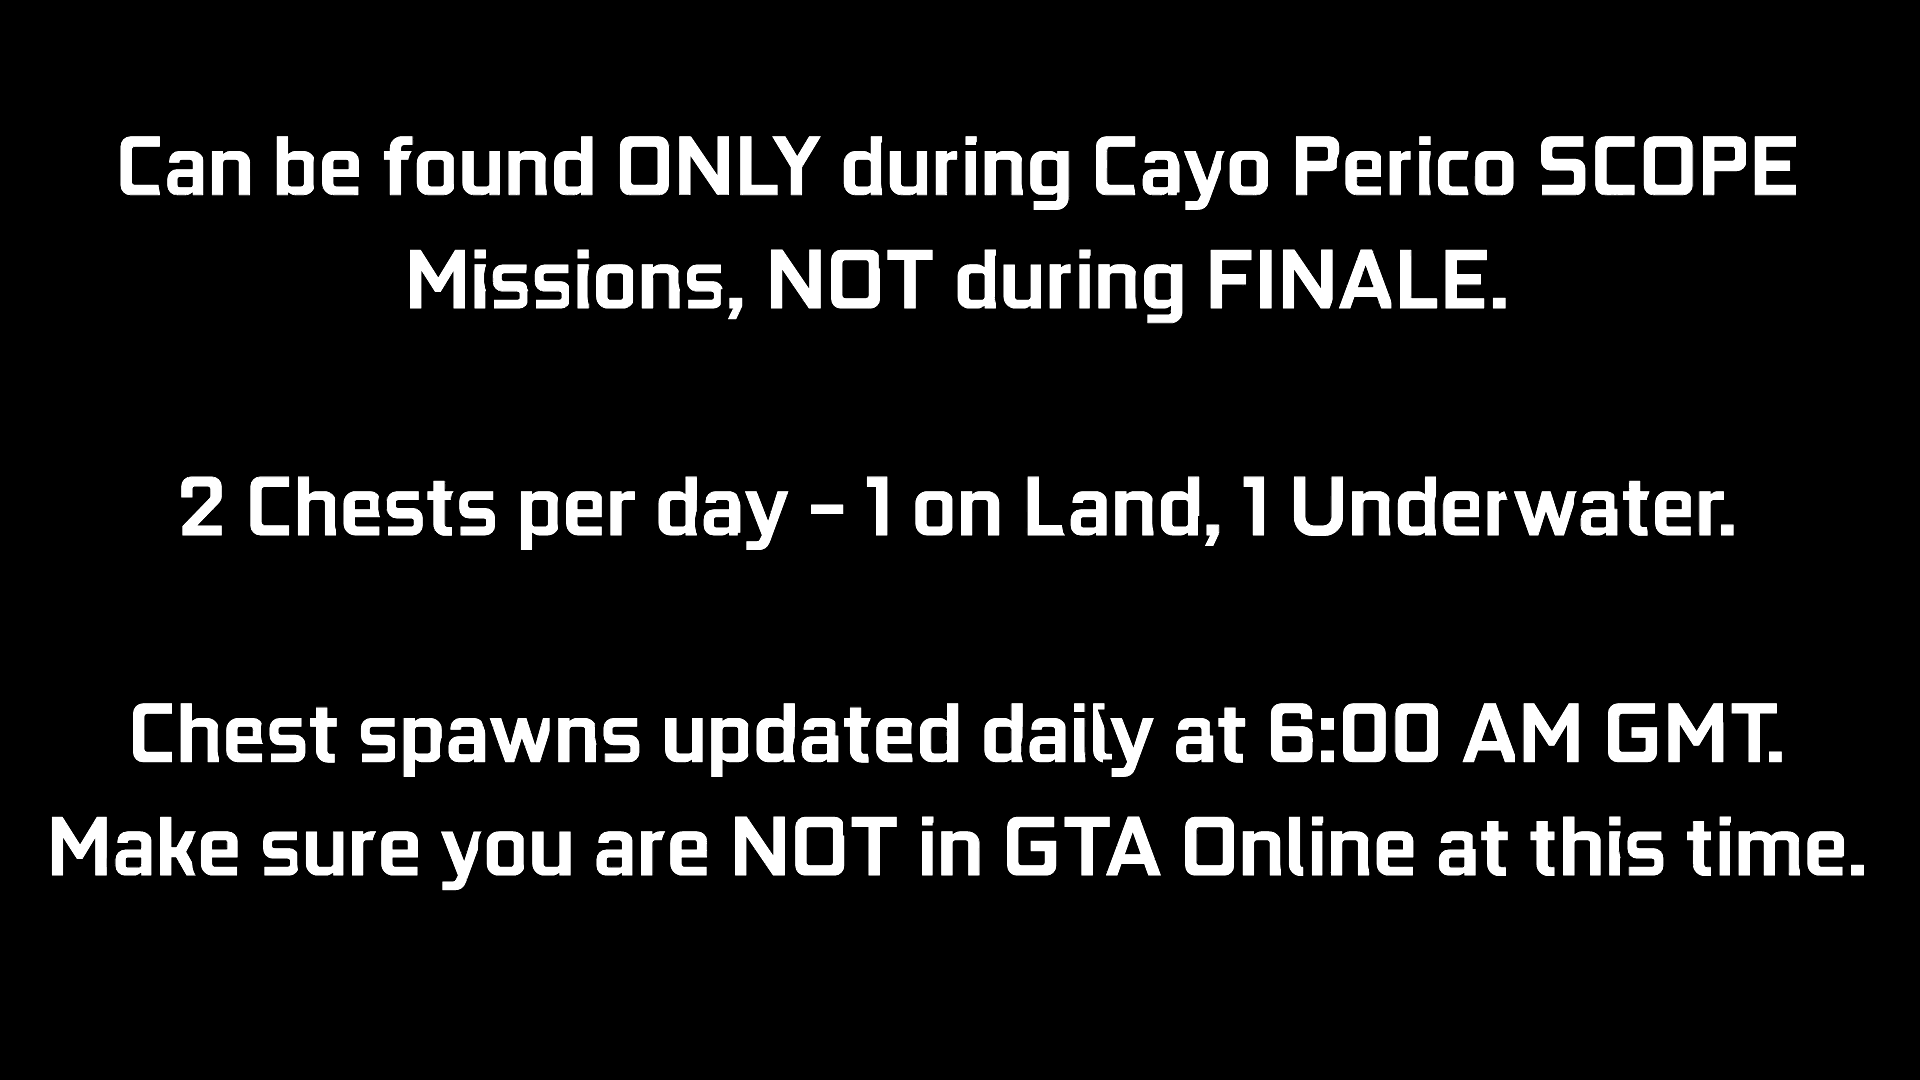 Can be found ONLY during Cayo Perico SCOPE
Missions, NOT during FINALE.
2 Chests per day – 1 on Land, 1 Underwater.
Chest spawns updated daily at 6:00 AM GMT.
Make sure you are NOT in GTA Online at this time.